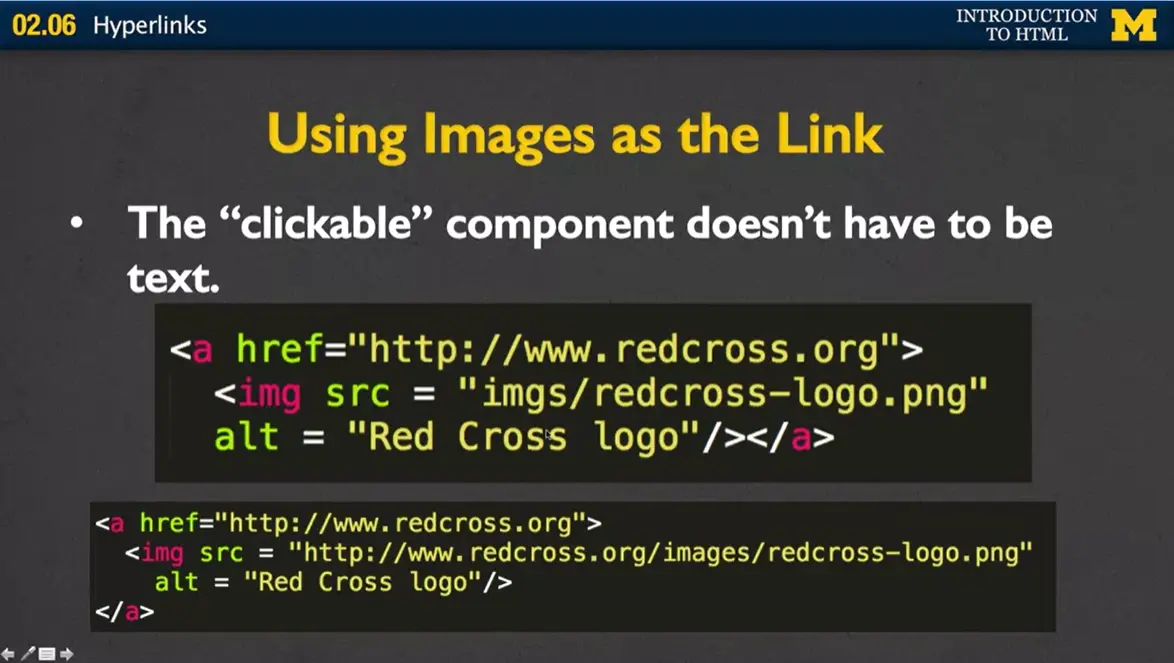 02.06 Hyperlinks
INTRODUCTION
TO HTML
M
Using Images as the Link
• The “clickable” component doesn’t have to be
text.
<a href="http://www.redcross.org">
<img src = "imgs/redcross-logo.png"
alt = "Red Cross logo"/></a>
<a href="http://www.redcross.org">
<img src = "http://www.redcross.org/images/redcross-logo.png"
alt = "Red Cross logo"/>
</a>